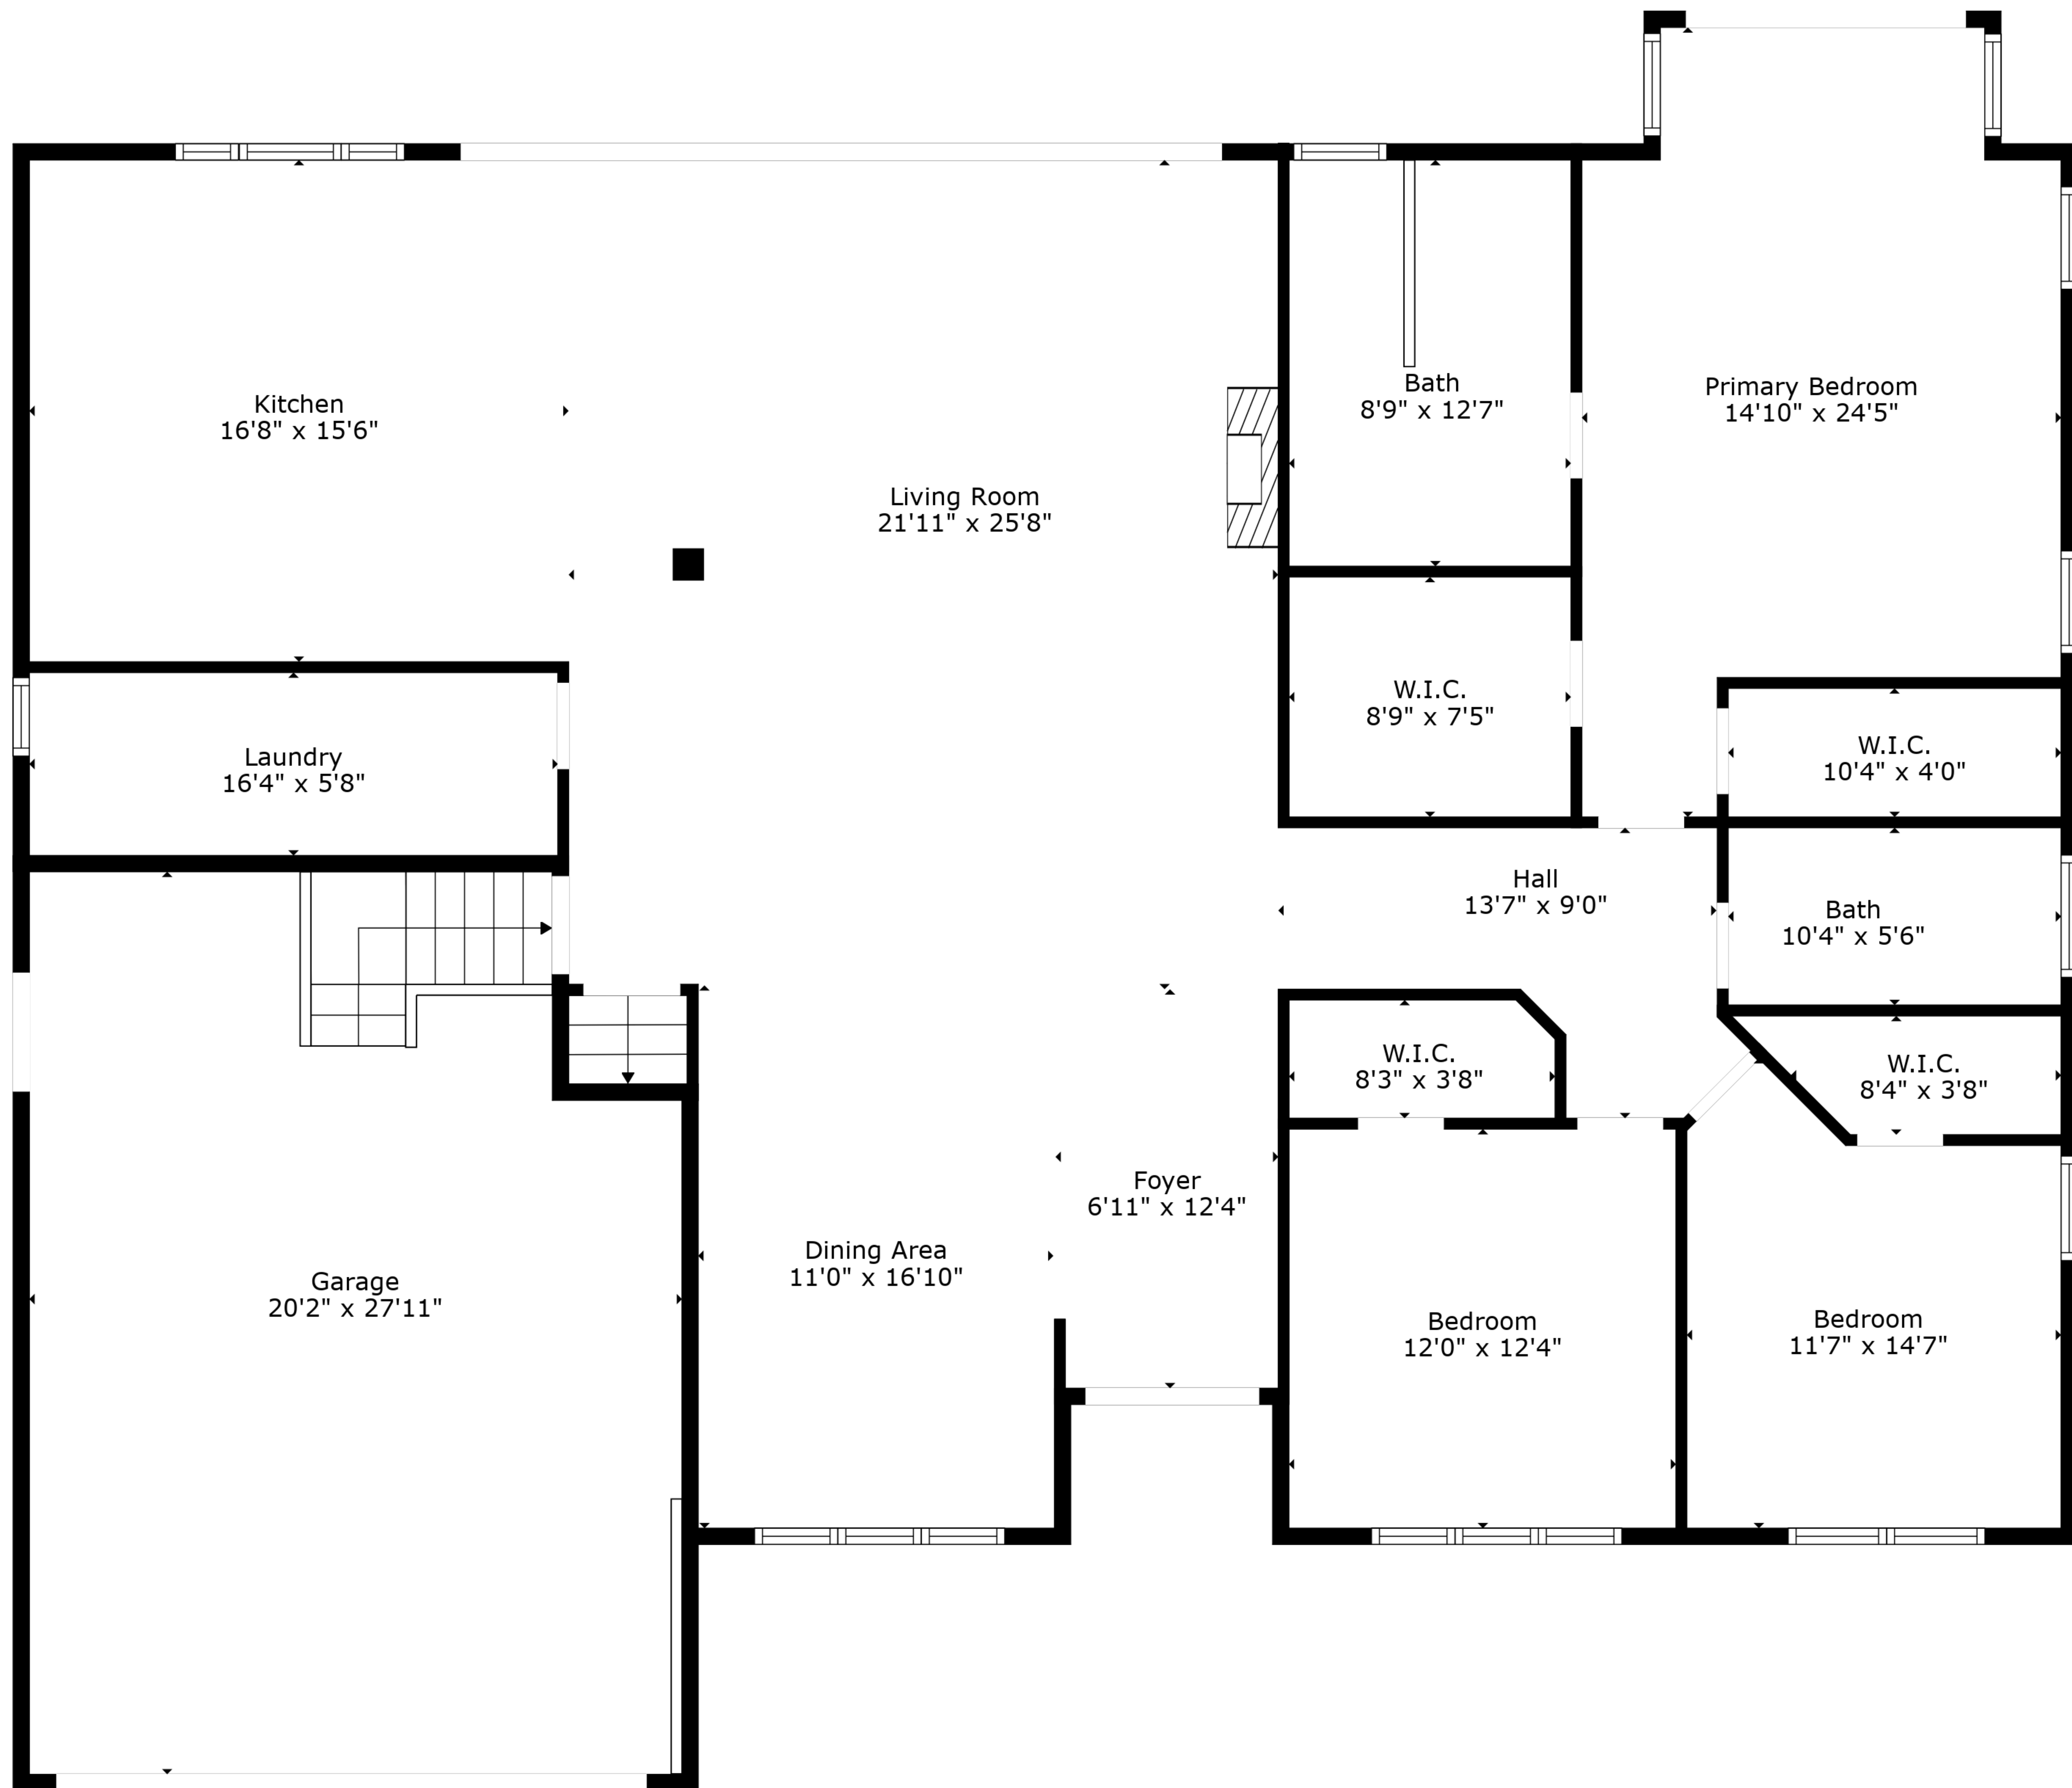 Kitchen
16'8" x 15'6"
Living Room
21'11" x 25'8"
Bath
8'9" x 12'7"
Primary Bedroom
14'10" x 24'5"
W.I.C.
8'9" x 7'5"
W.I.C.
10'4" x 4'0"
Laundry
16'4" x 5'8"
Hall
13'7" x 9'0"
Bath
10'4" x 5'6"
W.I.C.
8'3" x 3'8"
W.I.C.
8'4" x 3'8"
Foyer
6'11" x 12'4"
Dining Area
11'0" x 16'10"
Garage
20'2" x 27'11"
Bedroom
12'0" x 12'4"
Bedroom
11'7" x 14'7"